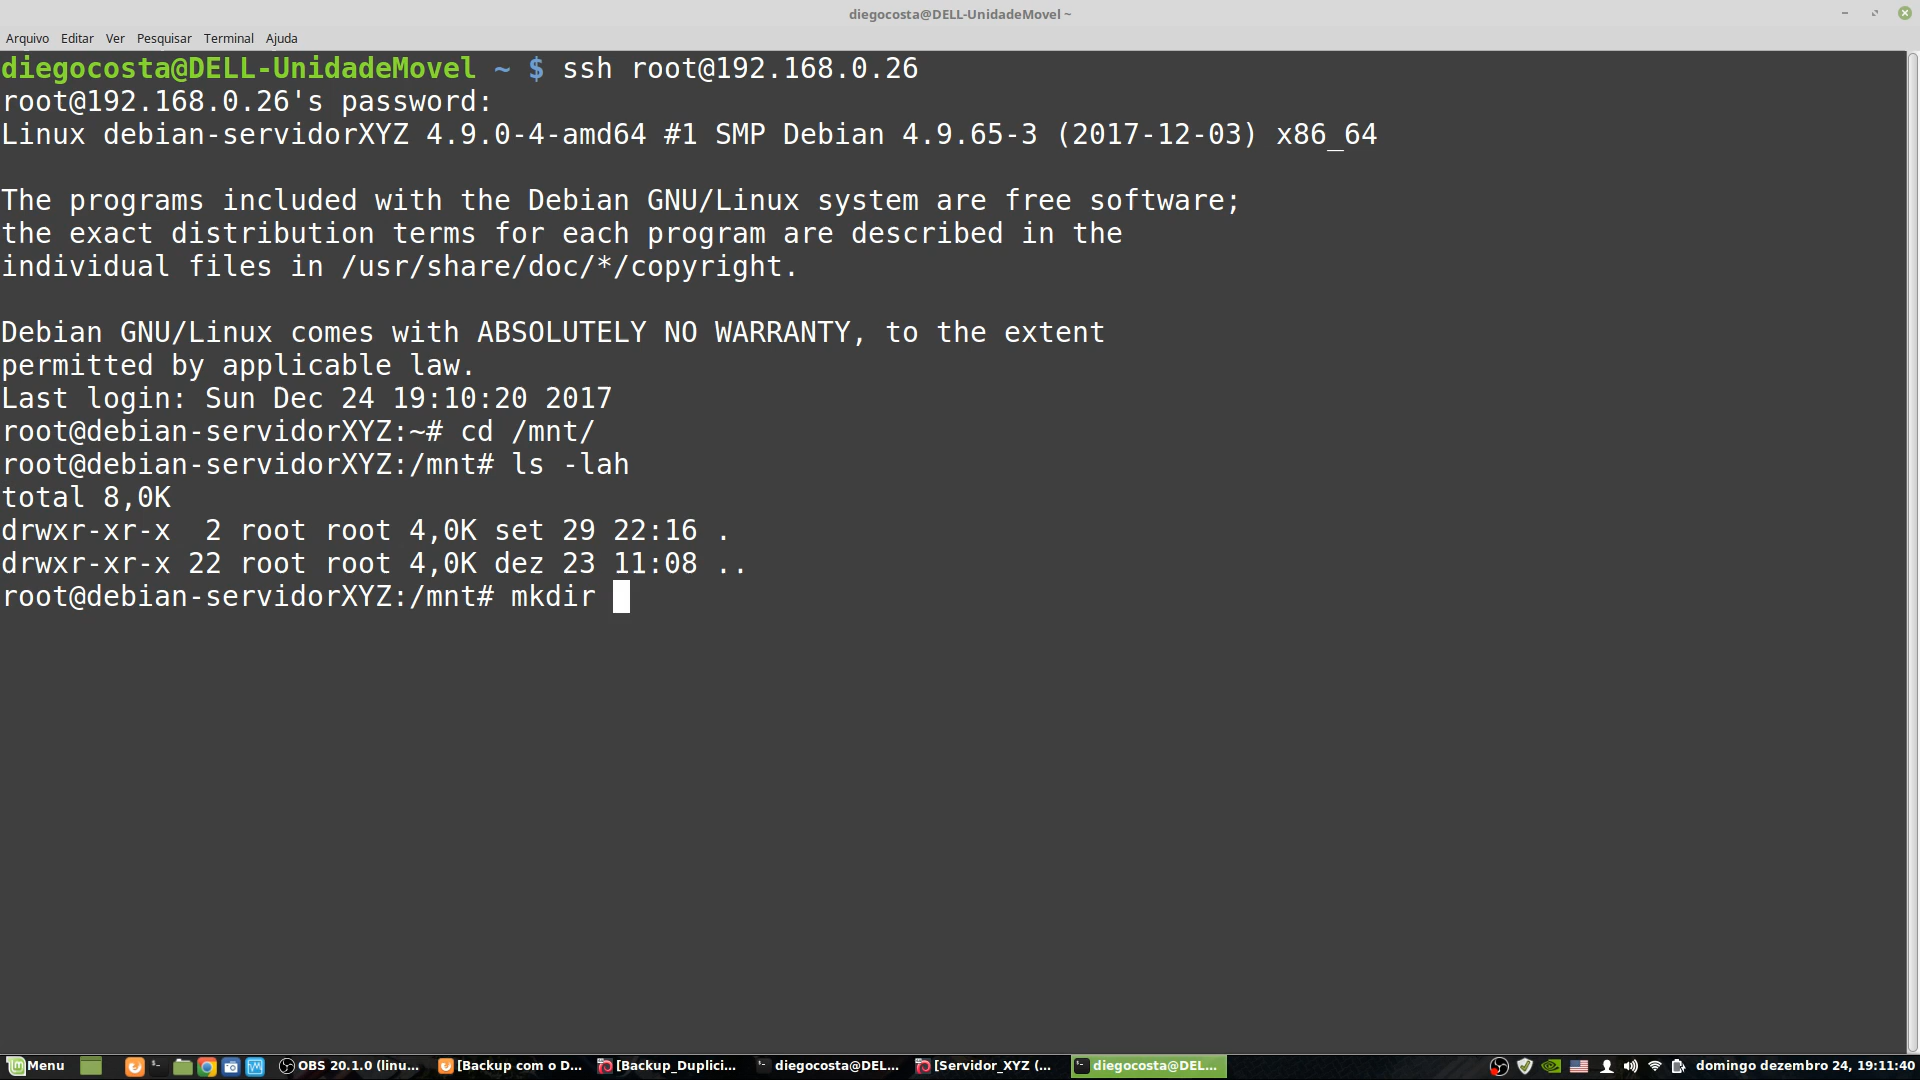 diegocosta@DELL-UnidadeMovel ~
Arquivo Editar Ver Pesquisar Terminal Ajuda
diegocosta@DELL-UnidadeMovel ~ $ ssh root@192.168.0.26
root@192.168.0.26's password:
Linux debian-servidorXYZ 4.9.0-4-amd64 #1 SMP Debian 4.9.65-3 (2017-12-03) x86_64
The programs included with the Debian GNU/Linux system are free software;
the exact distribution terms for each program are described in the
individual files in /usr/share/doc/*/copyright.
Debian GNU/Linux comes with ABSOLUTELY NO WARRANTY, to the extent
permitted by applicable law.
Last login: Sun Dec 24 19:10:20 2017
root@debian-servidorXYZ:~# cd /mnt/
root@debian-servidorXYZ:/mnt# ls -lah
total 8,0K
drwxr-xr-x  2 root root 4,0K set 29 22:16 .
drwxr-xr-x 22 root root 4,0K dez 23 11:08 ..
root@debian-servidorXYZ:/mnt# mkdir
Menu OBS 20.1.0 (linu... [Backup com o D... [Backup_Duplici... diegocosta@DEL... [Servidor_XYZ (... diegocosta@DEL... domingo dezembro 24, 19:11:40